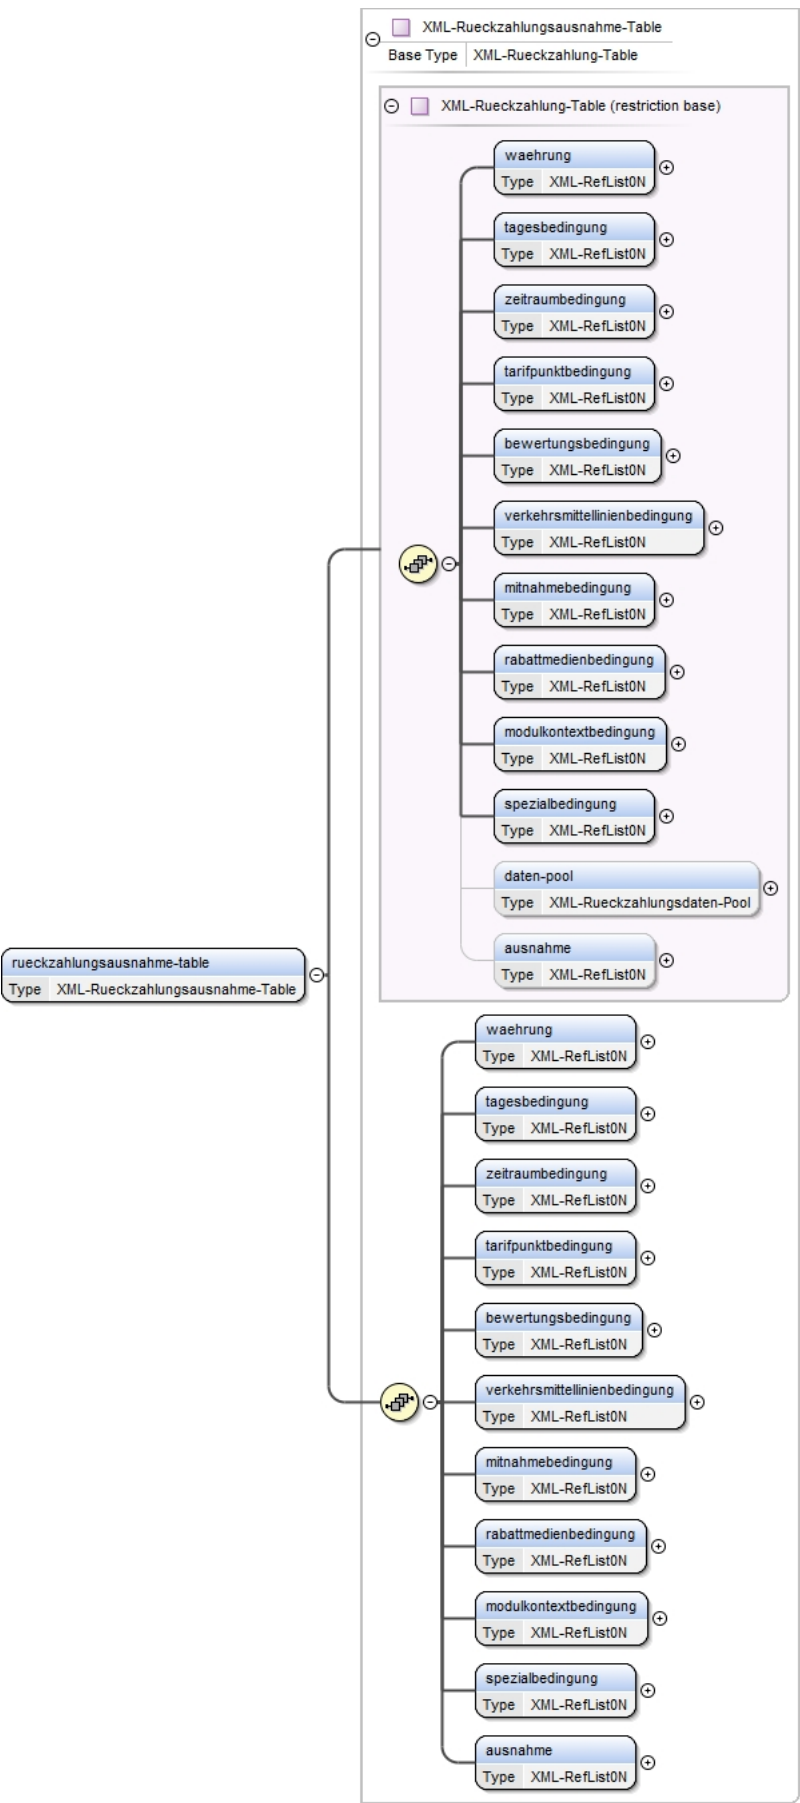 XML-Rueckzahlungsausnahme-Table
Base Type XML-Rueckzahlung-Table
XML-Rueckzahlung-Table (restriction base)
waehrung
Type XML-RefList0N
tagesbedingung
Type XML-RefList0N
zeitraumbedingung
Type XML-RefList0N
tarifpunktbedingung
Type XML-RefList0N
bewertungsbedingung
Type XML-RefList0N
verkehrsmittellinienbedingung
Type XML-RefList0N
mitnahmebedingung
Type XML-RefList0N
rabattmedienbedingung
Type XML-RefList0N
modulkontextbedingung
Type XML-RefList0N
spezialbedingung
Type XML-RefList0N
daten-pool
Type XML-Rueckzahlungsdaten-Pool
ausnahme
Type XML-RefList0N
rueckzahlungsausnahme-table
Type XML-Rueckzahlungsausnahme-Table
waehrung
Type XML-RefList0N
tagesbedingung
Type XML-RefList0N
zeitraumbedingung
Type XML-RefList0N
tarifpunktbedingung
Type XML-RefList0N
bewertungsbedingung
Type XML-RefList0N
verkehrsmittellinienbedingung
Type XML-RefList0N
mitnahmebedingung
Type XML-RefList0N
rabattmedienbedingung
Type XML-RefList0N
modulkontextbedingung
Type XML-RefList0N
spezialbedingung
Type XML-RefList0N
ausnahme
Type XML-RefList0N